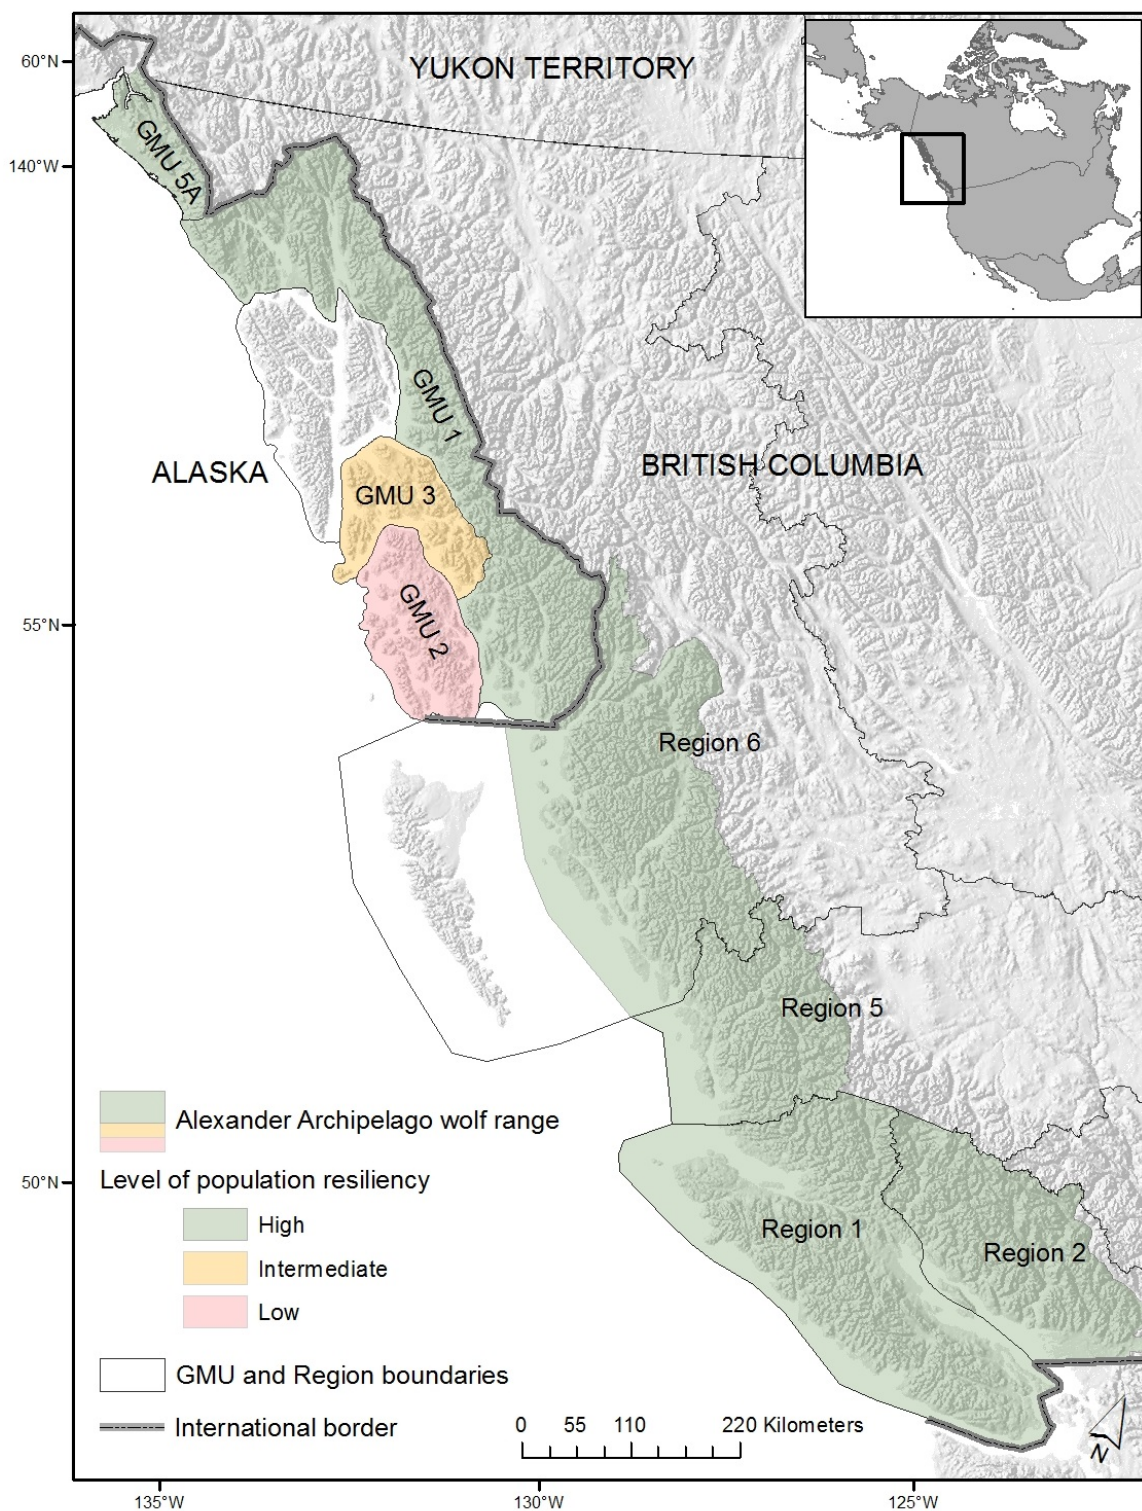 60°N
YUKON TERRITORY
140°W
GMU 5A
GMU 1
ALASKA
BRITISH COLUMBIA
GMU 3
GMU 2
55°N
Region 6
Region 5
Alexander Archipelago wolf range
Level of population resiliency
50°N
High
Region 1
Region 2
Intermediate
Low
GMU and Region boundaries
International border
0 55 110 220 Kilometers
N
135°W 130°W 125°W